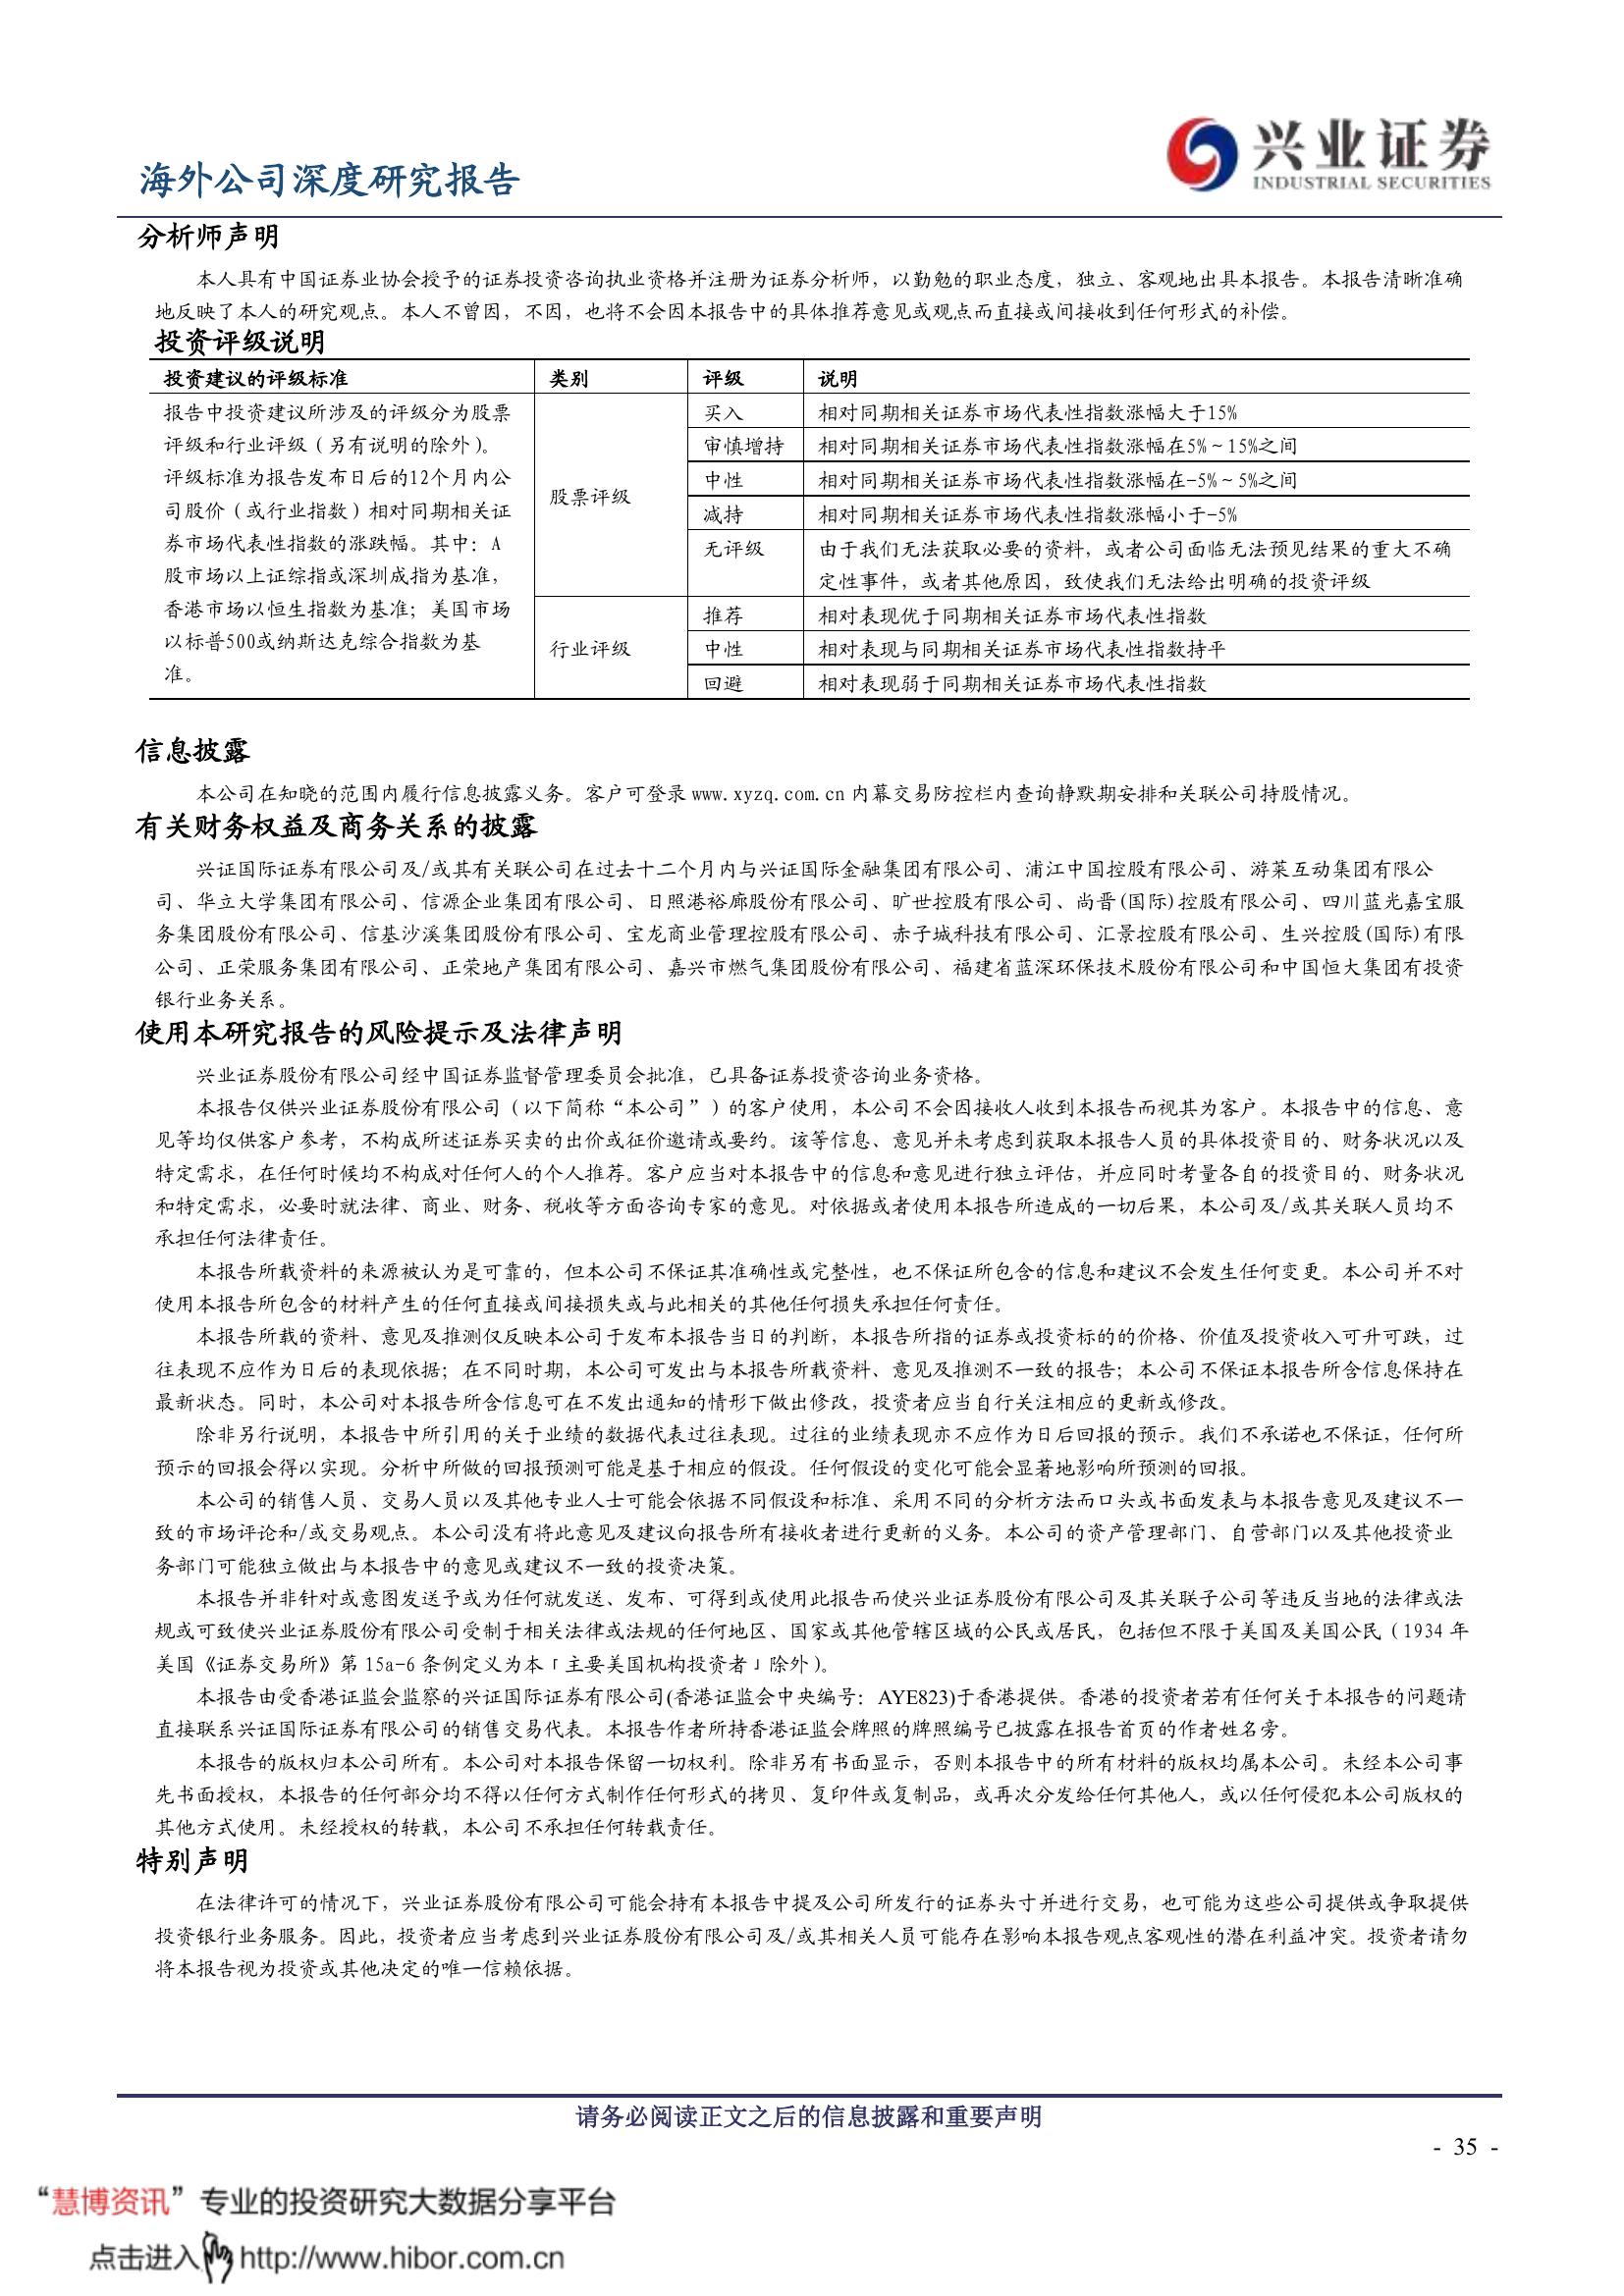 海外公司深度研究报告
兴业证券
INDUSTRIAL SECURITIES
分析师声明
本人具有中国证券业协会授予的证券投资咨询执业资格并注册为证券分析师，以勤勉的职业态度，独立、客观地出具本报告。本报告清晰准确
地反映了本人的研究观点。本人不曾因，不因，也将不会因本报告中的具体推荐意见或观点而直接或间接收到任何形式的补偿。
投资评级说明
投资建议的评级标准 类别 评级 说明
报告中投资建议所涉及的评级分为股票
评级和行业评级（另有说明的除外）。
评级标准为报告发布日后的12个月内公
司股价（或行业指数）相对同期相关证
券市场代表性指数的涨跌幅。其中：A
股市场以上证综指或深圳成指为基准，
香港市场以恒生指数为基准；美国市场
以标普500或纳斯达克综合指数为基
准。
股票评级
买入 相对同期相关证券市场代表性指数涨幅大于15%
审慎增持 相对同期相关证券市场代表性指数涨幅在5%～15%之间
中性 相对同期相关证券市场代表性指数涨幅在-5%～5%之间
减持 相对同期相关证券市场代表性指数涨幅小于-5%
无评级 由于我们无法获取必要的资料，或者公司面临无法预见结果的重大不确
定性事件，或者其他原因，致使我们无法给出明确的投资评级
行业评级
推荐 相对表现优于同期相关证券市场代表性指数
中性 相对表现与同期相关证券市场代表性指数持平
回避 相对表现弱于同期相关证券市场代表性指数
信息披露
本公司在知晓的范围内履行信息披露义务。客户可登录 www.xyzq.com.cn 内幕交易防控栏内查询静默期安排和关联公司持股情况。
有关财务权益及商务关系的披露
兴证国际证券有限公司及/或其有关联公司在过去十二个月内与兴证国际金融集团有限公司、浦江中国控股有限公司、游莱互动集团有限公
司、华立大学集团有限公司、信源企业集团有限公司、日照港裕廊股份有限公司、旷世控股有限公司、尚晋(国际)控股有限公司、四川蓝光嘉宝服
务集团股份有限公司、信基沙溪集团股份有限公司、宝龙商业管理控股有限公司、赤子城科技有限公司、汇景控股有限公司、生兴控股(国际)有限
公司、正荣服务集团有限公司、正荣地产集团有限公司、嘉兴市燃气集团股份有限公司、福建省蓝深环保技术股份有限公司和中国恒大集团有投资
银行业务关系。
使用本研究报告的风险提示及法律声明
兴业证券股份有限公司经中国证券监督管理委员会批准，已具备证券投资咨询业务资格。
本报告仅供兴业证券股份有限公司（以下简称“本公司”）的客户使用，本公司不会因接收人收到本报告而视其为客户。本报告中的信息、意
见等均仅供客户参考，不构成所述证券买卖的出价或征价邀请或要约。该等信息、意见并未考虑到获取本报告人员的具体投资目的、财务状况以及
特定需求，在任何时候均不构成对任何人的个人推荐。客户应当对本报告中的信息和意见进行独立评估，并应同时考量各自的投资目的、财务状况
和特定需求，必要时就法律、商业、财务、税收等方面咨询专家的意见。对依据或者使用本报告所造成的一切后果，本公司及/或其关联人员均不
承担任何法律责任。
本报告所载资料的来源被认为是可靠的，但本公司不保证其准确性或完整性，也不保证所包含的信息和建议不会发生任何变更。本公司并不对
使用本报告所包含的材料产生的任何直接或间接损失或与此相关的其他任何损失承担任何责任。
本报告所载的资料、意见及推测仅反映本公司于发布本报告当日的判断，本报告所指的证券或投资标的的价格、价值及投资收入可升可跌，过
往表现不应作为日后的表现依据；在不同时期，本公司可发出与本报告所载资料、意见及推测不一致的报告；本公司不保证本报告所含信息保持在
最新状态。同时，本公司对本报告所含信息可在不发出通知的情形下做出修改，投资者应当自行关注相应的更新或修改。
除非另行说明，本报告中所引用的关于业绩的数据代表过往表现。过往的业绩表现亦不应作为日后回报的预示。我们不承诺也不保证，任何所
预示的回报会得以实现。分析中所做的回报预测可能是基于相应的假设。任何假设的变化可能会显著地影响所预测的回报。
本公司的销售人员、交易人员以及其他专业人士可能会依据不同假设和标准、采用不同的分析方法而口头或书面发表与本报告意见及建议不一
致的市场评论和/或交易观点。本公司没有将此意见及建议向报告所有接收者进行更新的义务。本公司的资产管理部门、自营部门以及其他投资业
务部门可能独立做出与本报告中的意见或建议不一致的投资决策。
本报告并非针对或意图发送予或为任何就发送、发布、可得到或使用此报告而使兴业证券股份有限公司及其关联子公司等违反当地的法律或法
规或可致使兴业证券股份有限公司受制于相关法律或法规的任何地区、国家或其他管辖区域的公民或居民，包括但不限于美国及美国公民（1934 年
美国《证券交易所》第 15a-6 条例定义为本「主要美国机构投资者」除外）。
本报告由受香港证监会监察的兴证国际证券有限公司(香港证监会中央编号：AYE823)于香港提供。香港的投资者若有任何关于本报告的问题请
直接联系兴证国际证券有限公司的销售交易代表。本报告作者所持香港证监会牌照的牌照编号已披露在报告首页的作者姓名旁。
本报告的版权归本公司所有。本公司对本报告保留一切权利。除非另有书面显示，否则本报告中的所有材料的版权均属本公司。未经本公司事
先书面授权，本报告的任何部分均不得以任何方式制作任何形式的拷贝、复印件或复制品，或再次分发给任何其他人，或以任何侵犯本公司版权的
其他方式使用。未经授权的转载，本公司不承担任何转载责任。
特别声明
在法律许可的情况下，兴业证券股份有限公司可能会持有本报告中提及公司所发行的证券头寸并进行交易，也可能为这些公司提供或争取提供
投资银行业务服务。因此，投资者应当考虑到兴业证券股份有限公司及/或其相关人员可能存在影响本报告观点客观性的潜在利益冲突。投资者请勿
将本报告视为投资或其他决定的唯一信赖依据。
请务必阅读正文之后的信息披露和重要声明
- 35 -
“慧博资讯”专业的投资研究大数据分享平台
点击进入 http://www.hibor.com.cn